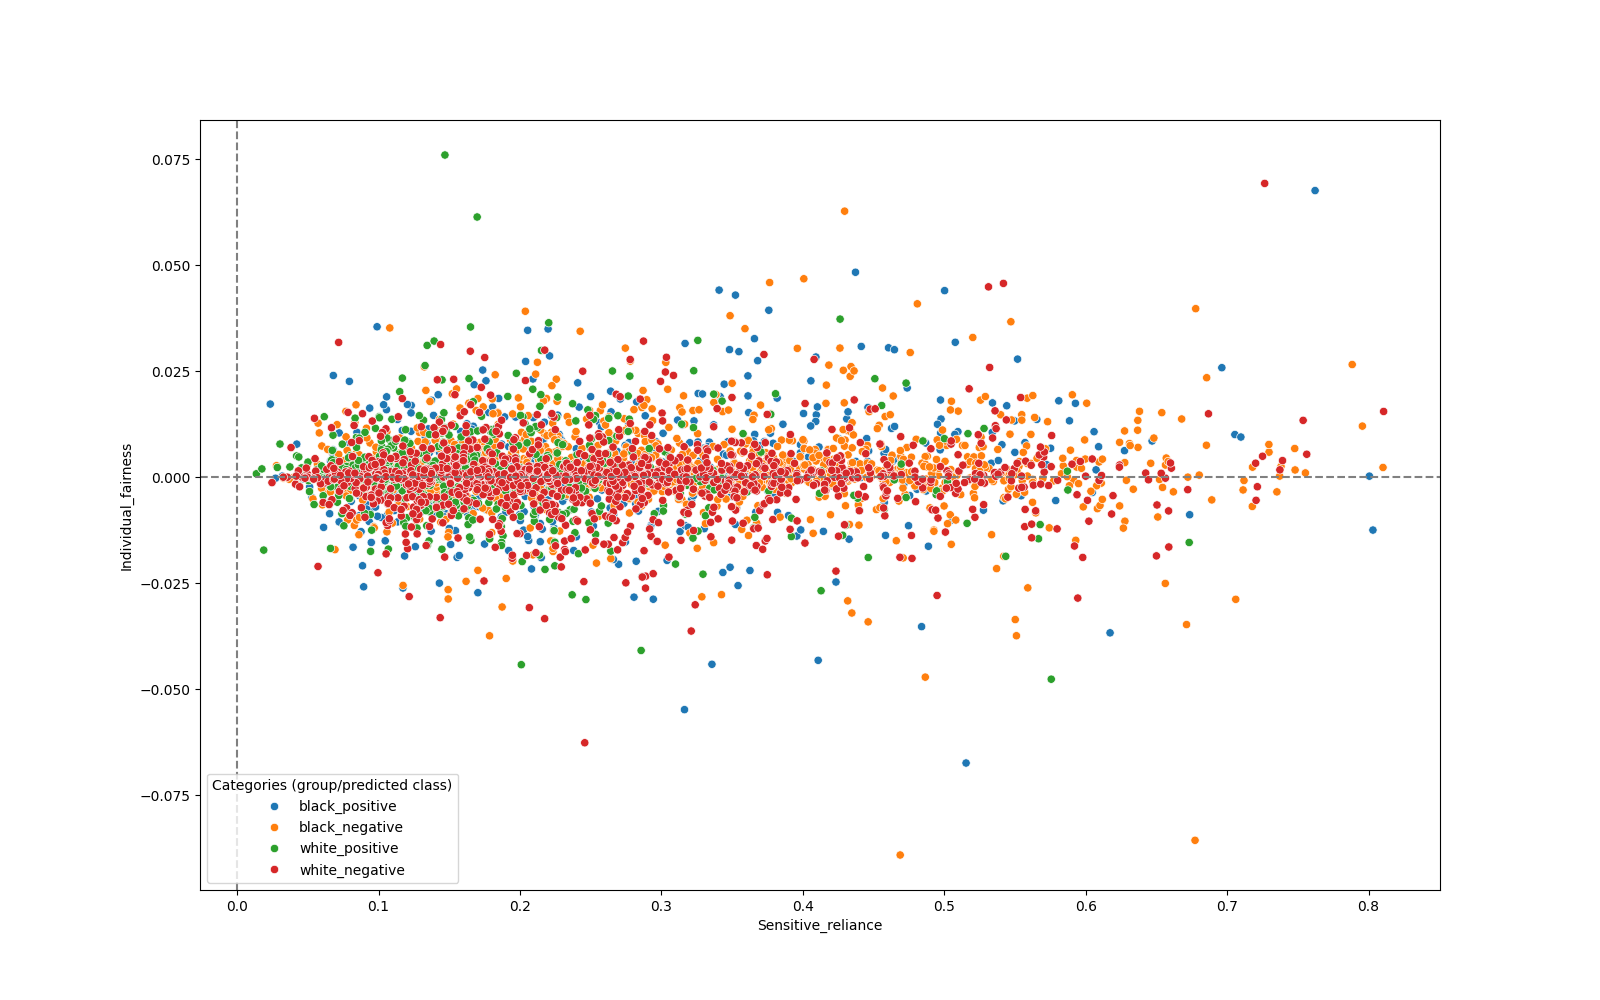 0.075
0.050
0.025
0.000
−0.025
−0.050
−0.075
Individual_fairness
Categories (group/predicted class)
black_positive
black_negative
white_positive
white_negative
0.0 0.1 0.2 0.3 0.4 0.5 0.6 0.7 0.8
Sensitive_reliance